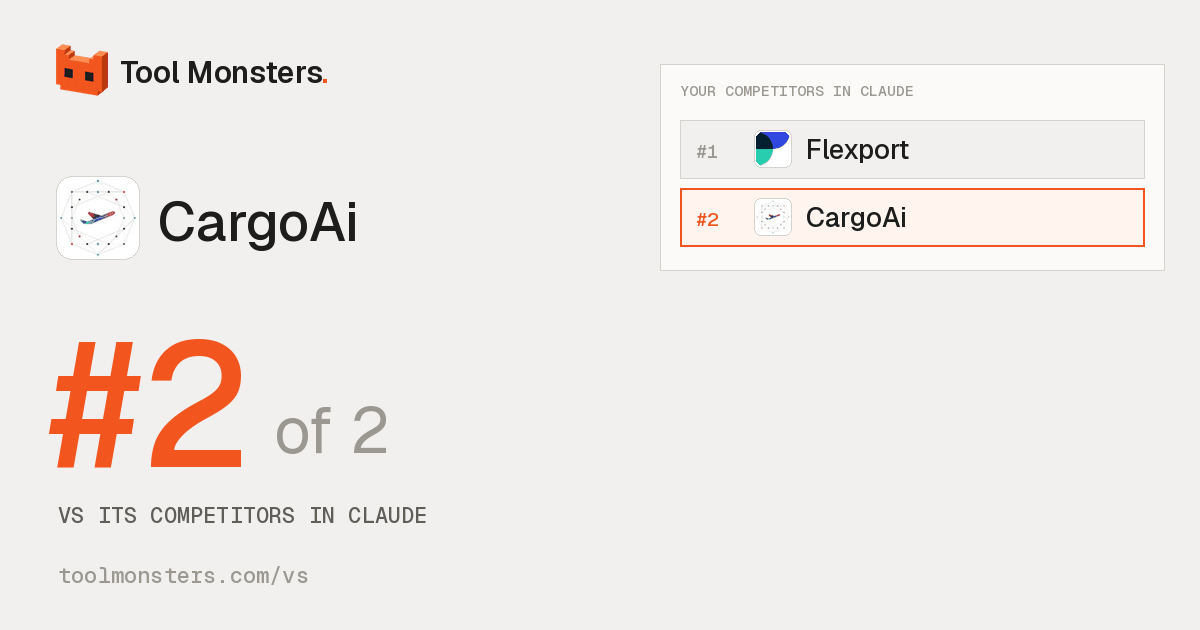 Tool Monsters.
CargoAi
#2 of 2
VS ITS COMPETITORS IN CLAUDE
toolmonsters.com/vs
YOUR COMPETITORS IN CLAUDE
#1 Flexport
#2 CargoAi